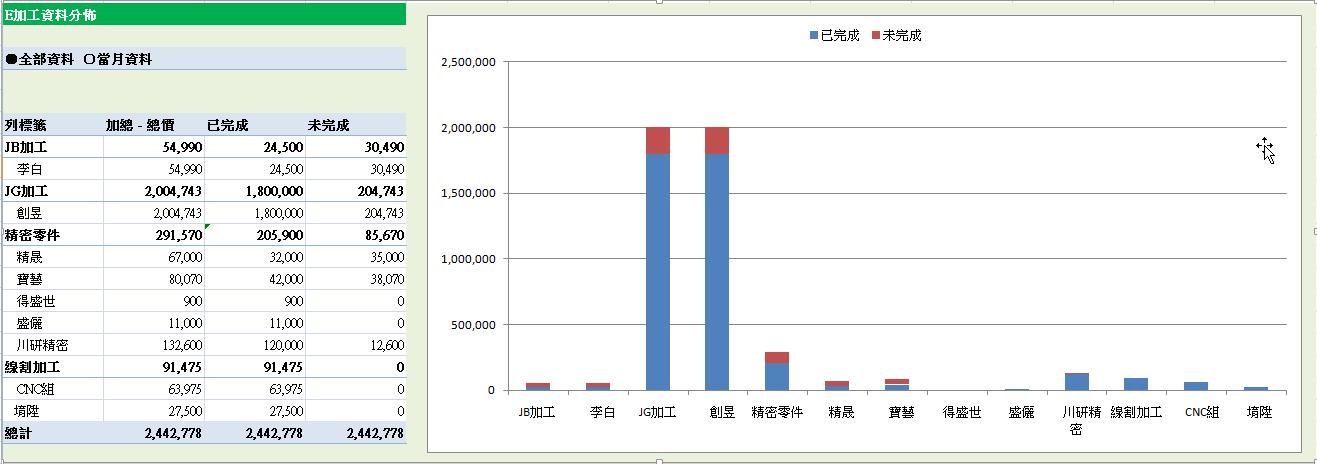 E加工資料分佈
●全部資料 〇當月資料
列標籤 加總 - 總價 已完成 未完成
JB加工 54,990 24,500 30,490
李白 54,990 24,500 30,490
JG加工 2,004,743 1,800,000 204,743
創昱 2,004,743 1,800,000 204,743
精密零件 291,570 205,900 85,670
精晟 67,000 32,000 35,000
寶藝 80,070 42,000 38,070
得盛世 900 900 0
盛儷 11,000 11,000 0
川研精密 132,600 120,000 12,600
線割加工 91,475 91,475 0
CNC組 63,975 63,975 0
堉陞 27,500 27,500 0
總計 2,442,778 2,442,778 2,442,778
已完成 未完成
2,500,000
2,000,000
1,500,000
1,000,000
500,000
0
JB加工 李白 JG加工 創昱 精密零件 精晟 寶藝 得盛世 盛儷 川研精密 線割加工 CNC組 堉陞